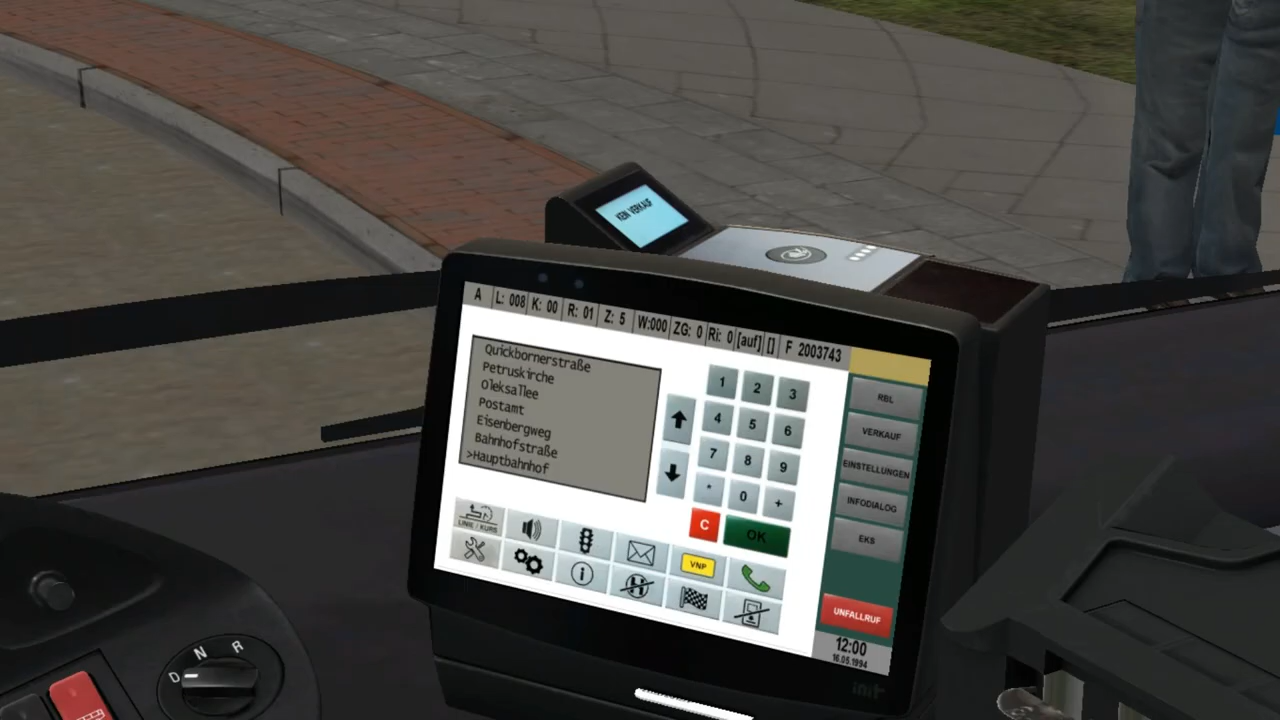 KEIN VERKAUF
A L: 008 K: 00 R: 01 Z: 5 W:000 ZG: 0 Ri: 0 [auf] [] F 2003743
Quickbornerstraße
Petruskirche
Oleksallee
Postamt
Eisenbergweg
Bahnhofstraße
>Hauptbahnhof
1 2 3
4 5 6
7 8 9
* 0 +
C OK
RBL
VERKAUF
EINSTELLUNGEN
INFODIALOG
EKS
UNFALLRUF
12:00
16.05.1994
LINIE / KURS
VNP
init
D N R